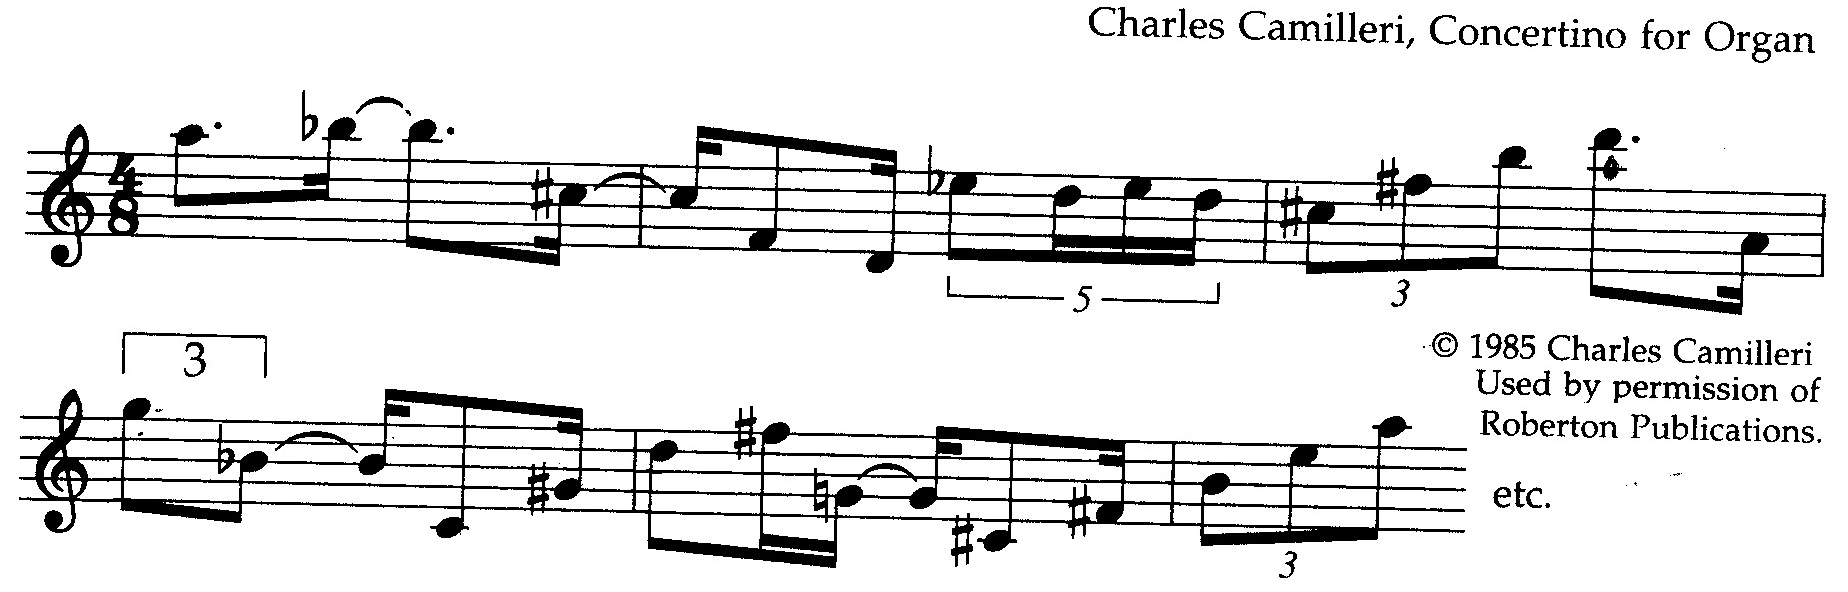 Charles Camilleri, Concertino for Organ
4
8
5
3
© 1985 Charles Camilleri
Used by permission of
Roberton Publications.
3
etc.
3